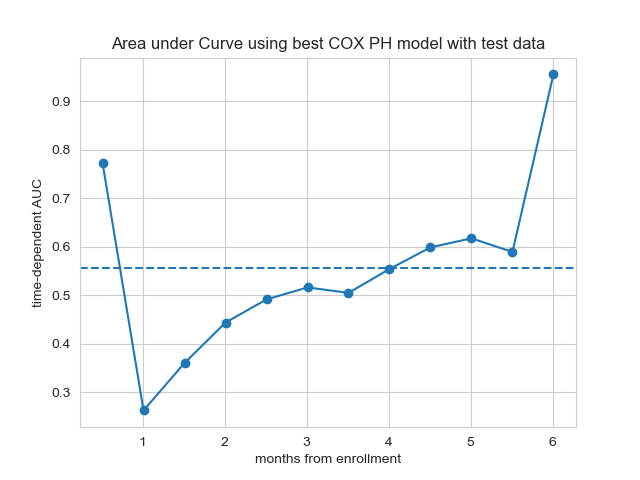 Area under Curve using best COX PH model with test data
time-dependent AUC
0.9
0.8
0.7
0.6
0.5
0.4
0.3
1 2 3 4 5 6
months from enrollment